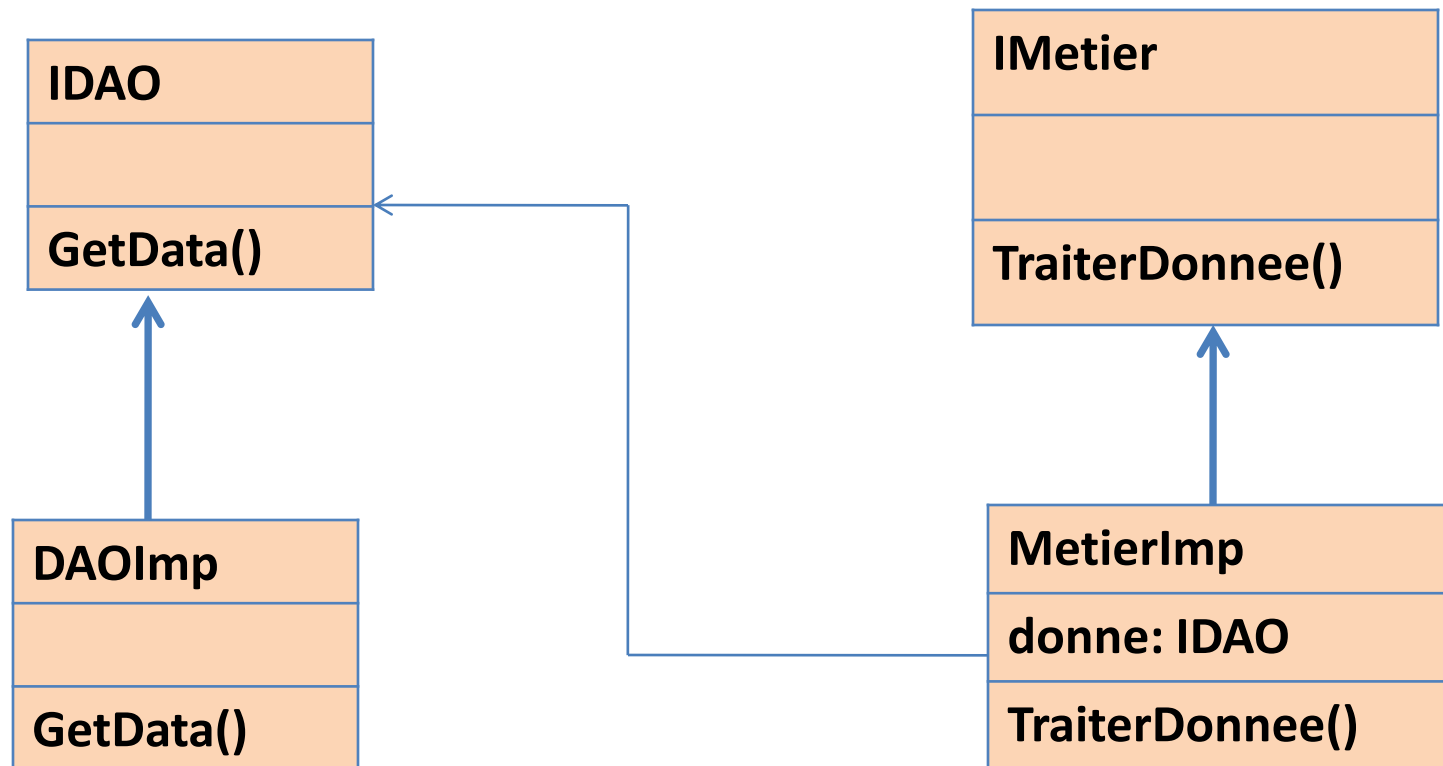 IDAO
GetData()
IMetier
TraiterDonnee()
DAOImp
GetData()
MetierImp
donne: IDAO
TraiterDonnee()